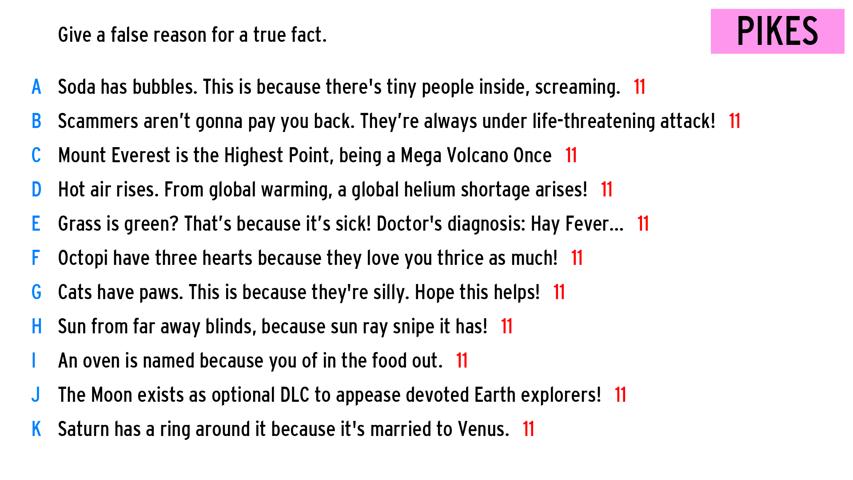 Give a false reason for a true fact.
PIKES
A Soda has bubbles. This is because there's tiny people inside, screaming. 11
B Scammers aren’t gonna pay you back. They’re always under life-threatening attack! 11
C Mount Everest is the Highest Point, being a Mega Volcano Once 11
D Hot air rises. From global warming, a global helium shortage arises! 11
E Grass is green? That’s because it’s sick! Doctor's diagnosis: Hay Fever... 11
F Octopi have three hearts because they love you thrice as much! 11
G Cats have paws. This is because they're silly. Hope this helps! 11
H Sun from far away blinds, because sun ray snipe it has! 11
I An oven is named because you of in the food out. 11
J The Moon exists as optional DLC to appease devoted Earth explorers! 11
K Saturn has a ring around it because it's married to Venus. 11